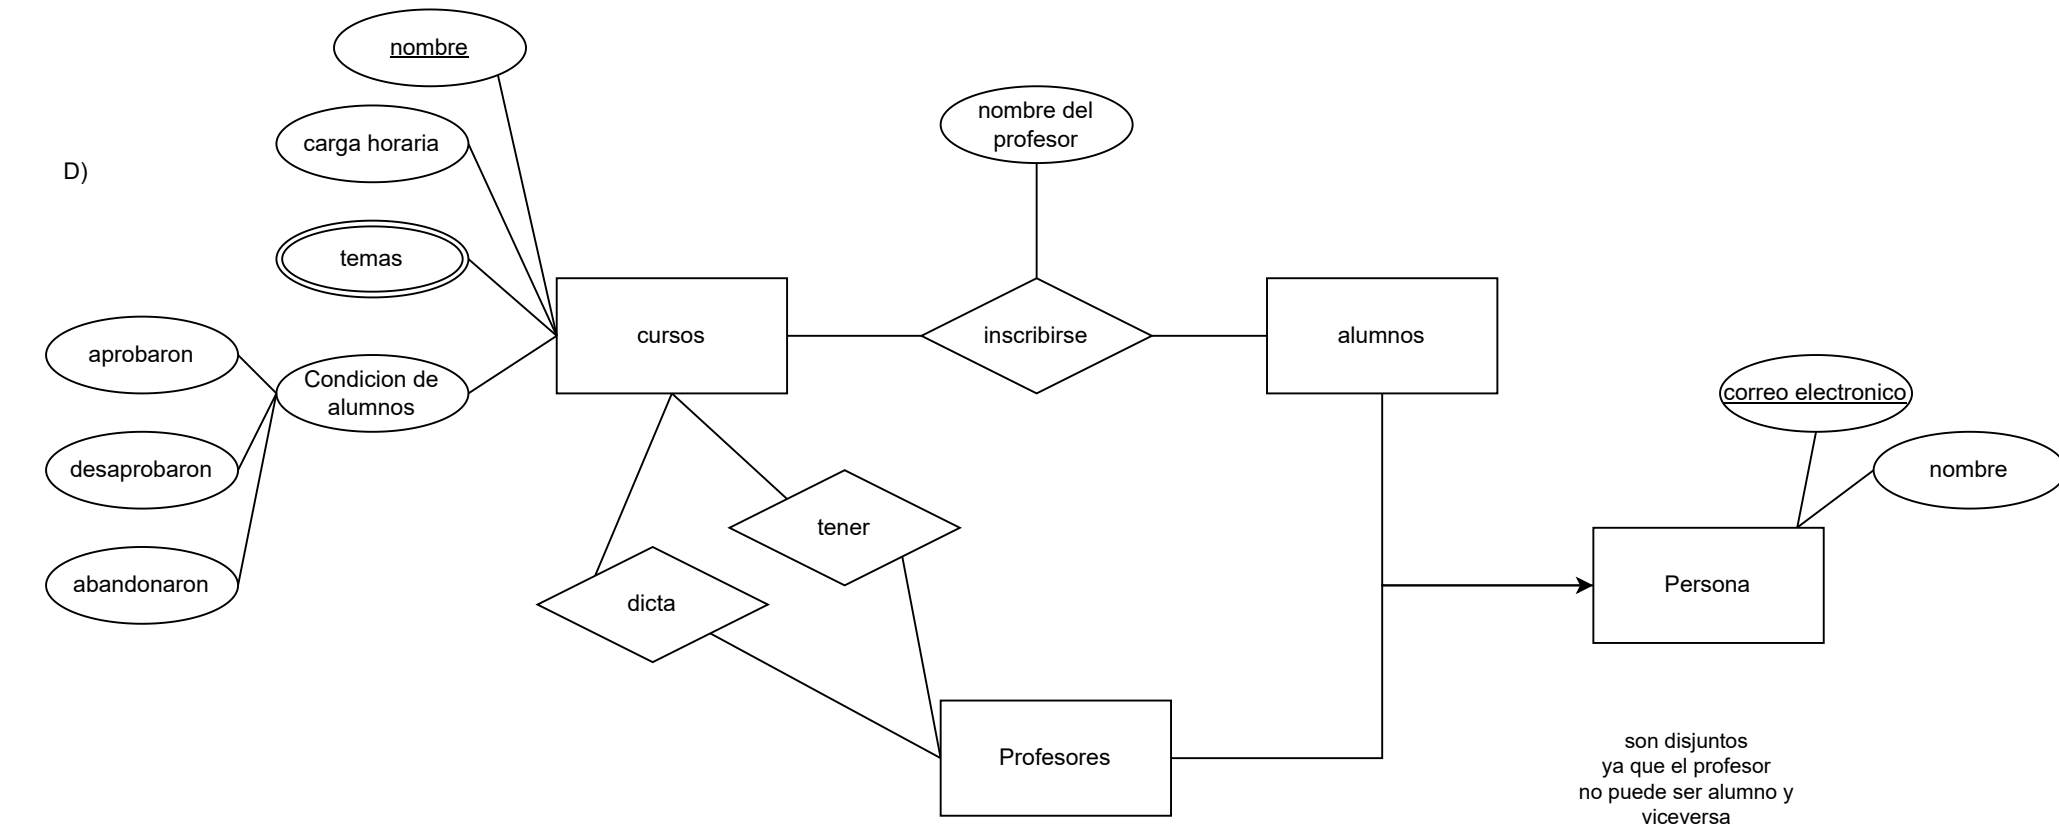 nombre
nombre del
profesor
carga horaria
D)
temas
cursos
inscribirse
alumnos
aprobaron
Condicion de
alumnos
correo electronico
desaprobaron
nombre
tener
abandonaron
dicta
Persona
Profesores
son disjuntos
ya que el profesor
no puede ser alumno y
viceversa